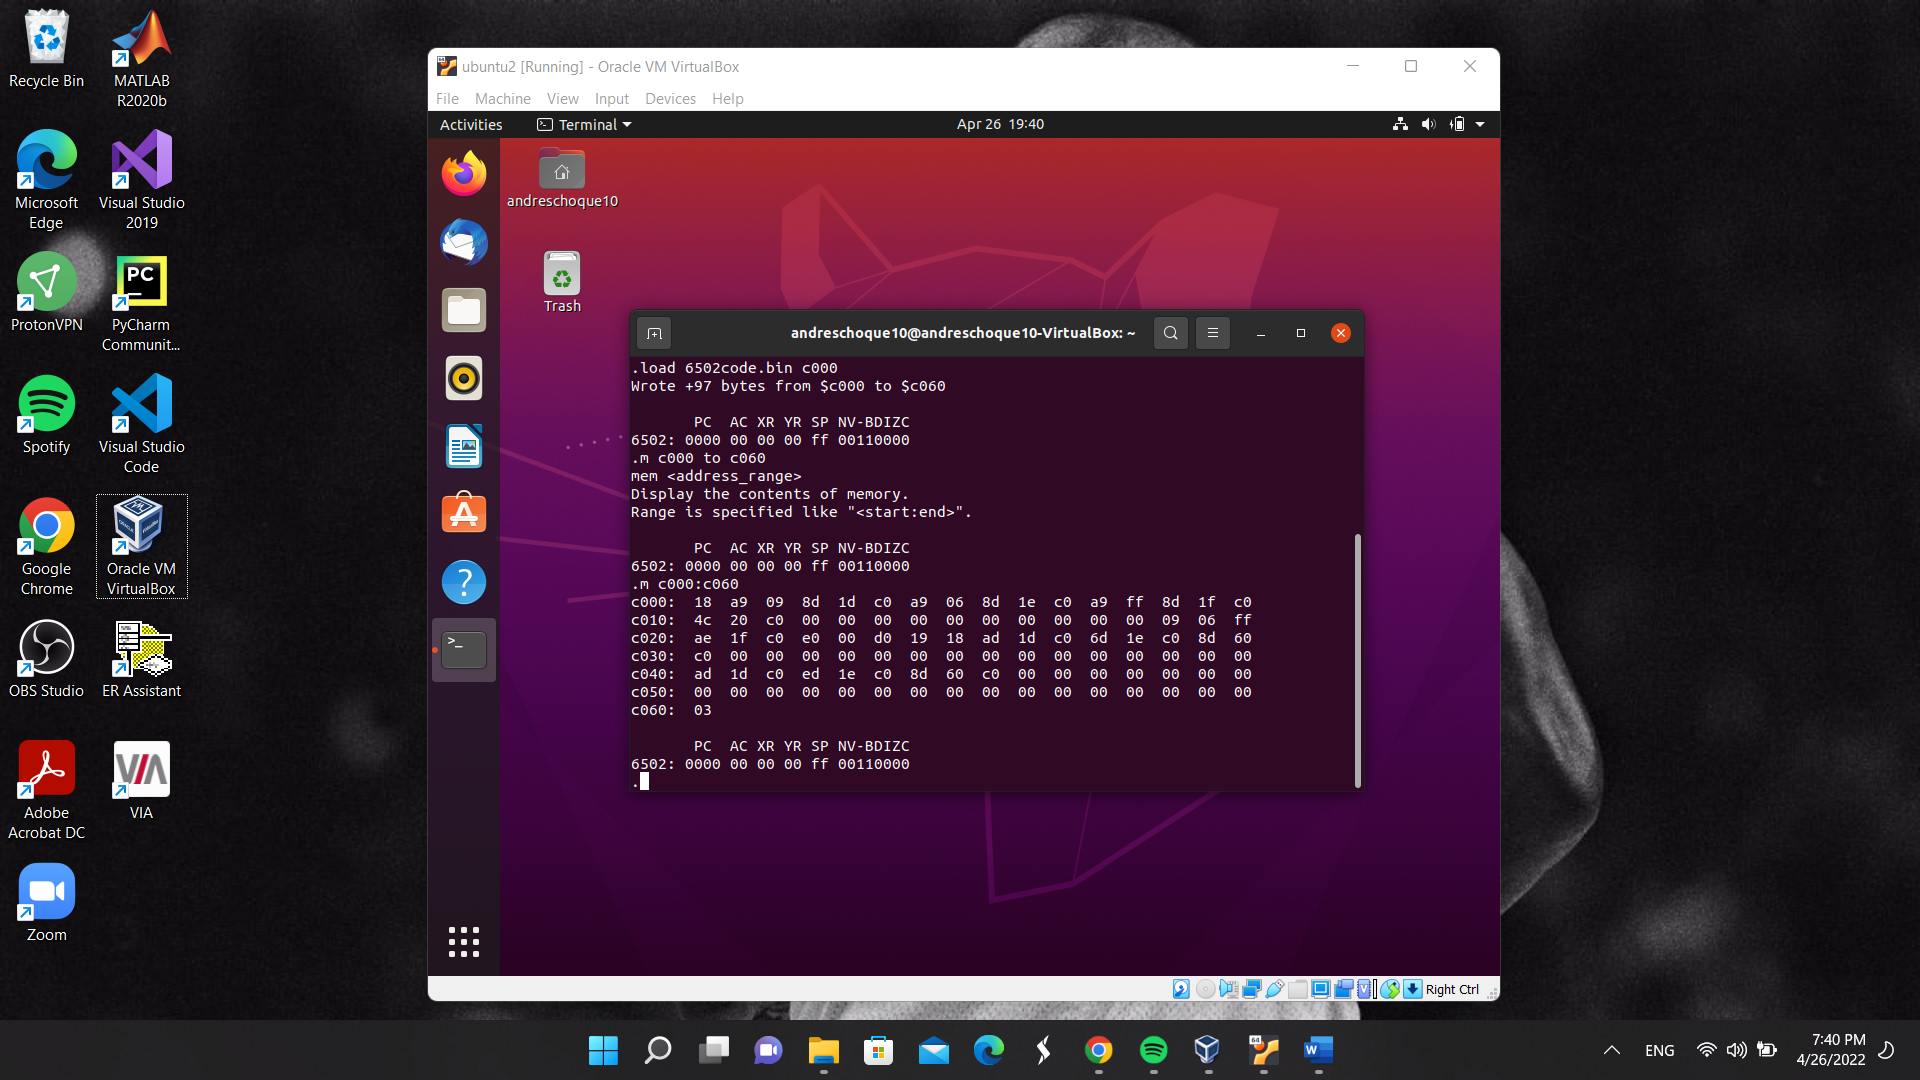 Recycle Bin
MATLAB
R2020b
Microsoft
Edge
Visual Studio
2019
ProtonVPN
PC
PyCharm
Communit...
Spotify
Visual Studio
Code
Google
Chrome
Oracle VM
VirtualBox
OBS Studio
ER Assistant
Adobe
Acrobat DC
VIA
VIA
Zoom
ubuntu2 [Running] - Oracle VM VirtualBox
File Machine View Input Devices Help
Activities Terminal Apr 26 19:40
andreschoque10
Trash
andreschoque10@andreschoque10-VirtualBox: ~
.load 6502code.bin c000
Wrote +97 bytes from $c000 to $c060
PC AC XR YR SP NV-BDIZC
6502: 0000 00 00 00 ff 00110000
.m c000 to c060
mem <address_range>
Display the contents of memory.
Range is specified like "<start:end>".
PC AC XR YR SP NV-BDIZC
6502: 0000 00 00 00 ff 00110000
.m c000:c060
c000: 18 a9 09 8d 1d c0 a9 06 8d 1e c0 a9 ff 8d 1f c0
c010: 4c 20 c0 00 00 00 00 00 00 00 00 00 00 09 06 ff
c020: ae 1f c0 e0 00 d0 19 18 ad 1d c0 6d 1e c0 8d 60
c030: c0 00 00 00 00 00 00 00 00 00 00 00 00 00 00 00
c040: ad 1d c0 ed 1e c0 8d 60 c0 00 00 00 00 00 00 00
c050: 00 00 00 00 00 00 00 00 00 00 00 00 00 00 00 00
c060: 03
PC AC XR YR SP NV-BDIZC
6502: 0000 00 00 00 ff 00110000
.
Right Ctrl
ENG
7:40 PM
4/26/2022